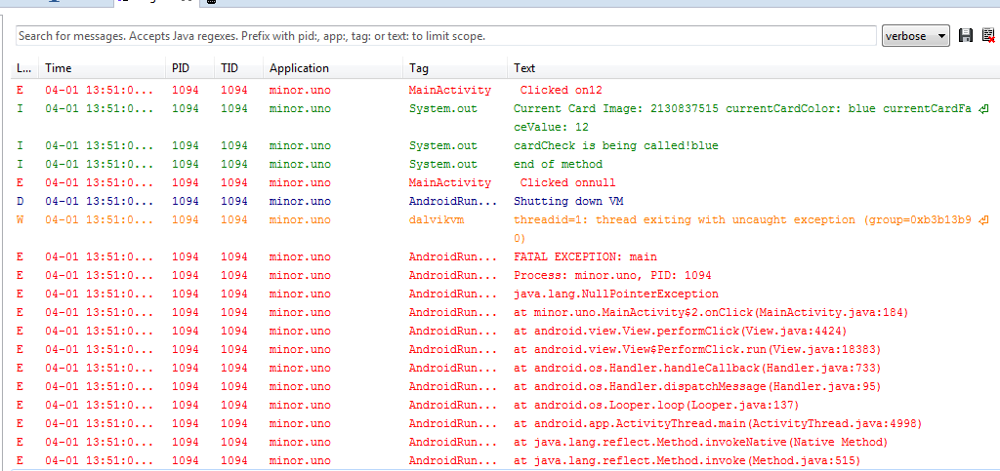 Search for messages. Accepts Java regexes. Prefix with pid:, app:, tag: or text: to limit scope.
verbose
L... Time PID TID Application Tag Text
E 04-01 13:51:0... 1094 1094 minor.uno MainActivity Clicked on12
I 04-01 13:51:0... 1094 1094 minor.uno System.out Current Card Image: 2130837515 currentCardColor: blue currentCardFa
ceValue: 12
I 04-01 13:51:0... 1094 1094 minor.uno System.out cardCheck is being called!blue
I 04-01 13:51:0... 1094 1094 minor.uno System.out end of method
E 04-01 13:51:0... 1094 1094 minor.uno MainActivity Clicked onnull
D 04-01 13:51:0... 1094 1094 minor.uno AndroidRun... Shutting down VM
W 04-01 13:51:0... 1094 1094 minor.uno dalvikvm threadid=1: thread exiting with uncaught exception (group=0xb3b13b9
0)
E 04-01 13:51:0... 1094 1094 minor.uno AndroidRun... FATAL EXCEPTION: main
E 04-01 13:51:0... 1094 1094 minor.uno AndroidRun... Process: minor.uno, PID: 1094
E 04-01 13:51:0... 1094 1094 minor.uno AndroidRun... java.lang.NullPointerException
E 04-01 13:51:0... 1094 1094 minor.uno AndroidRun... at minor.uno.MainActivity$2.onClick(MainActivity.java:184)
E 04-01 13:51:0... 1094 1094 minor.uno AndroidRun... at android.view.View.performClick(View.java:4424)
E 04-01 13:51:0... 1094 1094 minor.uno AndroidRun... at android.view.View$PerformClick.run(View.java:18383)
E 04-01 13:51:0... 1094 1094 minor.uno AndroidRun... at android.os.Handler.handleCallback(Handler.java:733)
E 04-01 13:51:0... 1094 1094 minor.uno AndroidRun... at android.os.Handler.dispatchMessage(Handler.java:95)
E 04-01 13:51:0... 1094 1094 minor.uno AndroidRun... at android.os.Looper.loop(Looper.java:137)
E 04-01 13:51:0... 1094 1094 minor.uno AndroidRun... at android.app.ActivityThread.main(ActivityThread.java:4998)
E 04-01 13:51:0... 1094 1094 minor.uno AndroidRun... at java.lang.reflect.Method.invokeNative(Native Method)
E 04-01 13:51:0... 1094 1094 minor.uno AndroidRun... at java.lang.reflect.Method.invoke(Method.java:515)